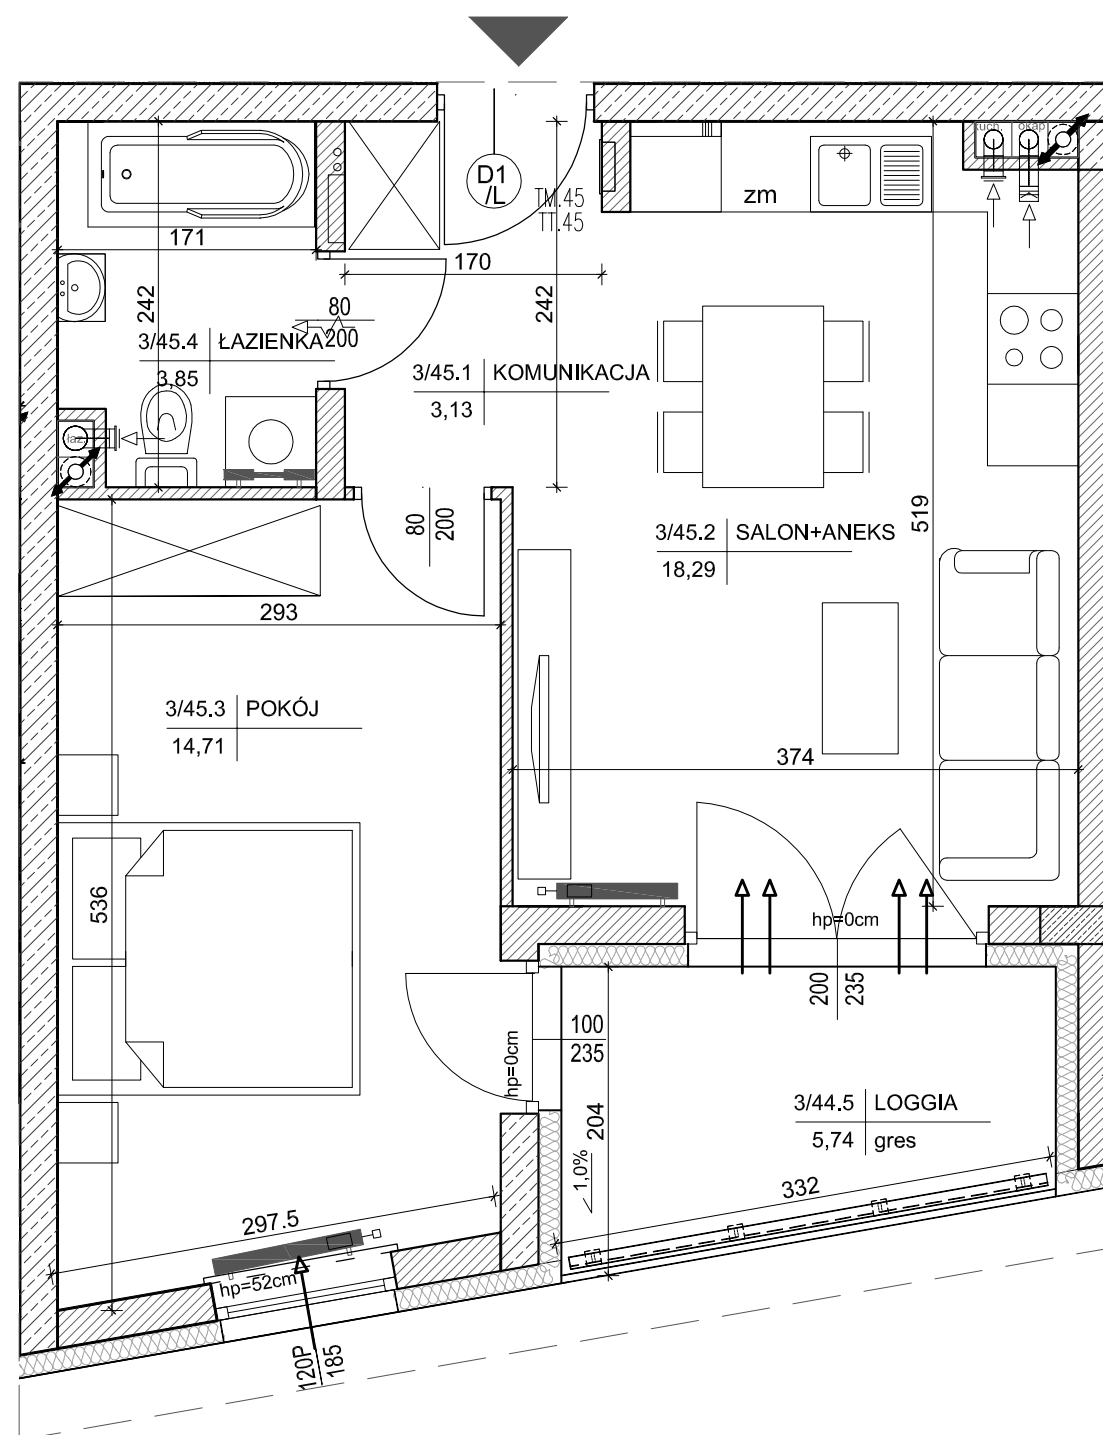 kuch.
okap
D1
/L
TM.45
TT.45
zm
171
170
242
242
80
200
3/45.4 ŁAZIENKA
3,85
3/45.1 KOMUNIKACJA
3,13
łaz.
80
200
519
3/45.2 SALON+ANEKS
18,29
293
3/45.3 POKÓJ
14,71
374
536
hp=0cm
200
235
100
235
hp=0cm
3/44.5 LOGGIA
5,74 gres
204
1,0%
332
297.5
hp=52cm
120P
185